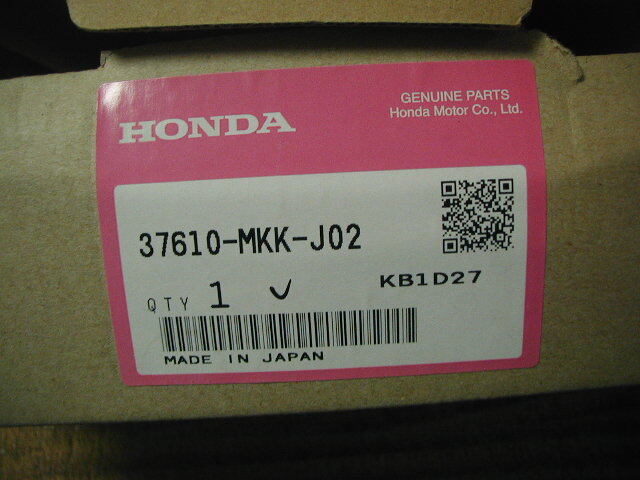 GENUINE PARTS
Honda Motor Co., Ltd.
HONDA
37610-MKK-J02
QTY 1
KB1D27
MADE IN JAPAN